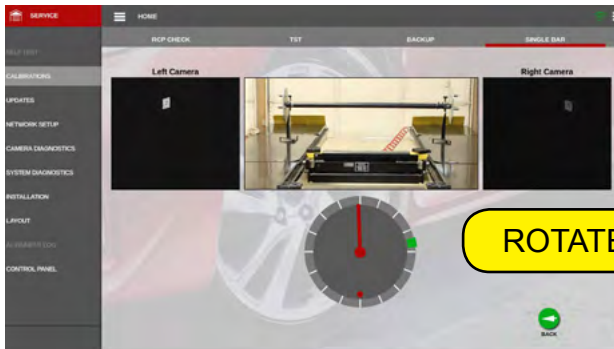 SERVICE
HOME
RCP CHECK
TST
BACKUP
SINGLE BAR
CALIBRATIONS
UPDATES
NETWORK SETUP
CAMERA DIAGNOSTICS
SYSTEM DIAGNOSTICS
INSTALLATION
LAYOUT
CONTROL PANEL
Left Camera
Right Camera
ROTATE
BACK